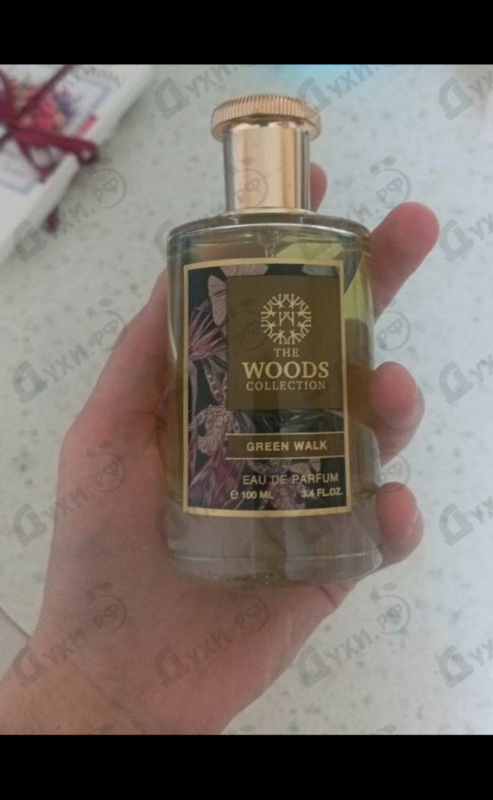 THE
WOODS
COLLECTION
GREEN WALK
EAU DE PARFUM
℮ 100 ML 3.4 FL.OZ.
Духи.рф